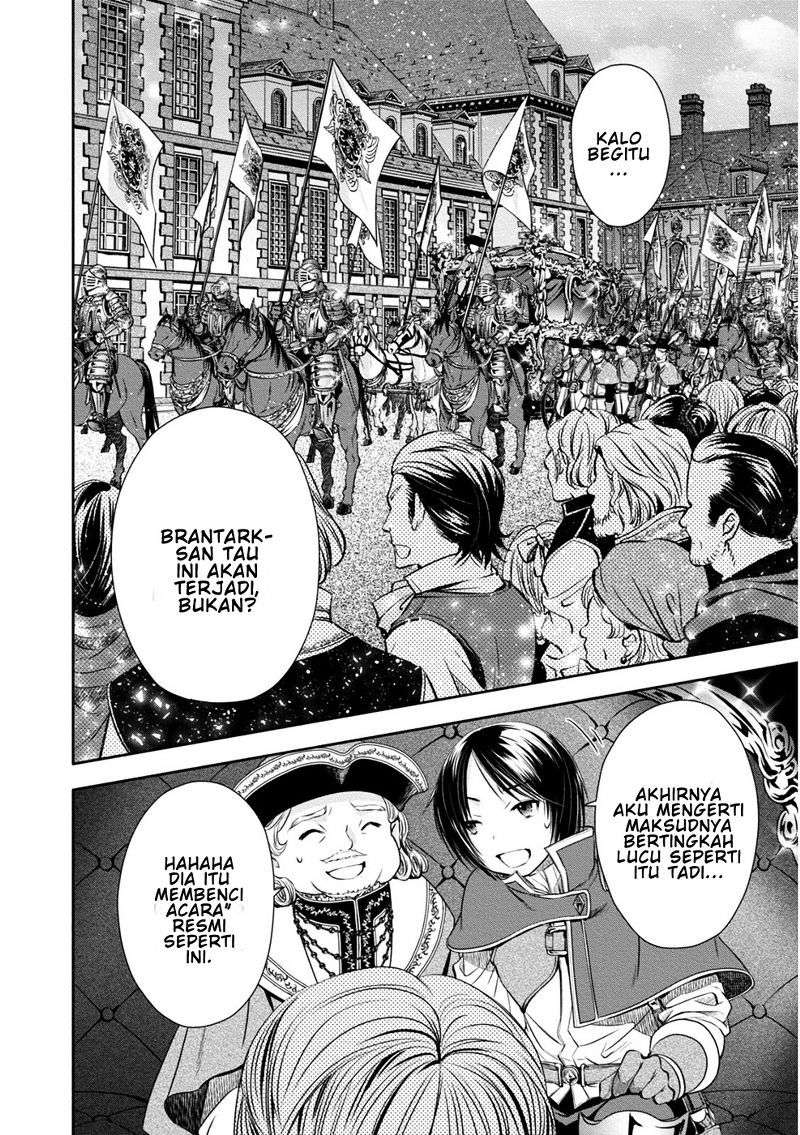 KALO
BEGITU
...
BRANTARK-
SAN TAU
INI AKAN
TERJADI,
BUKAN?
AKHIRNYA
AKU MENGERTI
MAKSUDNYA
BERTINGKAH
LUCU SEPERTI
ITU TADI...
HAHAHA
DIA ITU
MEMBENCI
ACARA"
RESMI
SEPERTI
INI.